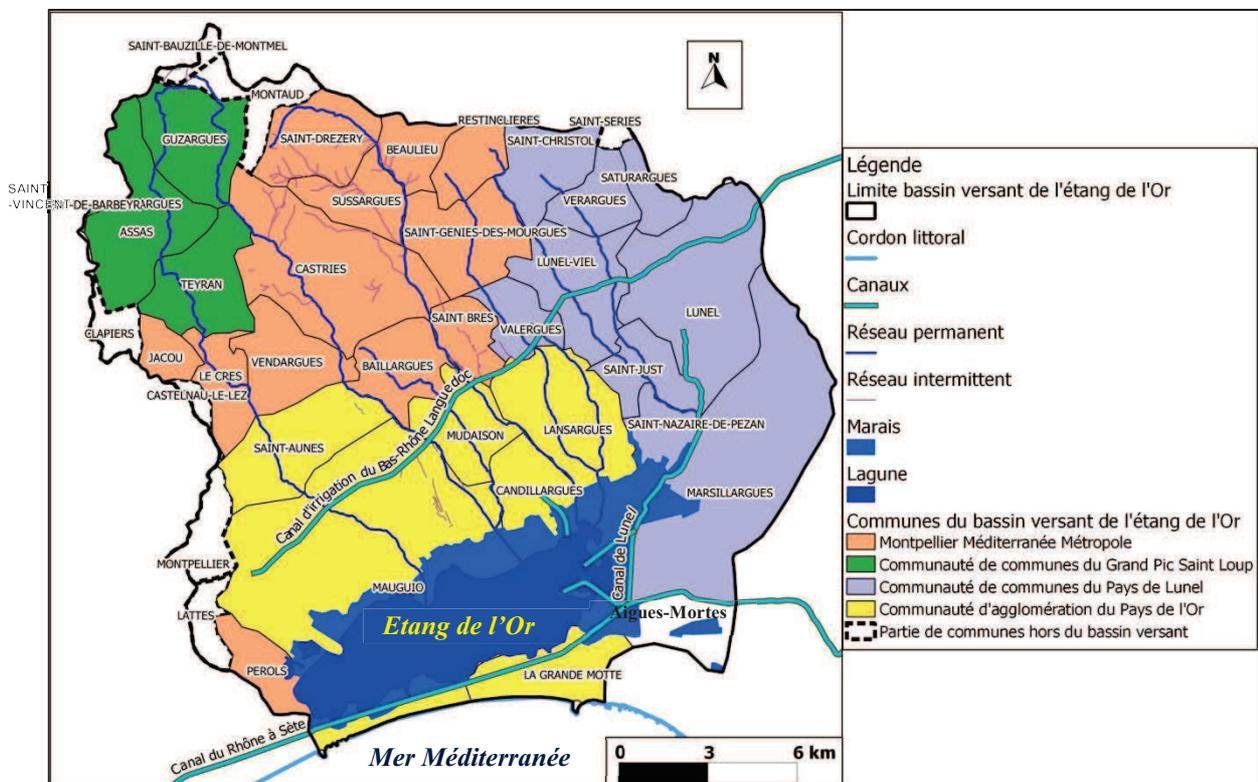 SAINT-BAUZILLE-DE-MONTMEL
N
MONTAUD
RESTINCLIERES
SAINT-SERIES
GUZARGUES
SAINT-DREZERY
BEAULIEU
SAINT-CHRISTOL
SATURARGUES
SAINT
-VINCENT-DE-BARBEYRARGUES
SUSSARGUES
VERARGUES
ASSAS
SAINT-GENIES-DES-MOURGUES
TEYRAN
CASTRIES
LUNEL-VIEL
LUNEL
CLAPIERS
SAINT BRES
VALERGUES
JACOU
VENDARGUES
BAILLARGUES
SAINT-JUST
LE CRES
CASTELNAU-LE-LEZ
SAINT-NAZAIRE-DE-PEZAN
SAINT-AUNES
MUDAISON
LANSARGUES
Canal d'irrigation du Bas-Rhône Languedoc
CANDILLARGUES
MARSILLARGUES
Canal de Lunel
MONTPELLIER
MAUGUIO
LATTES
Aigues-Mortes
Etang de l'Or
PEROLS
LA GRANDE MOTTE
Canal du Rhône à Sète
Mer Méditerranée
0 3 6 km
Légende
Limite bassin versant de l'étang de l'Or
Cordon littoral
Canaux
Réseau permanent
Réseau intermittent
Marais
Lagune
Communes du bassin versant de l'étang de l'Or
Montpellier Méditerranée Métropole
Communauté de communes du Grand Pic Saint Loup
Communauté de communes du Pays de Lunel
Communauté d'agglomération du Pays de l'Or
Partie de communes hors du bassin versant